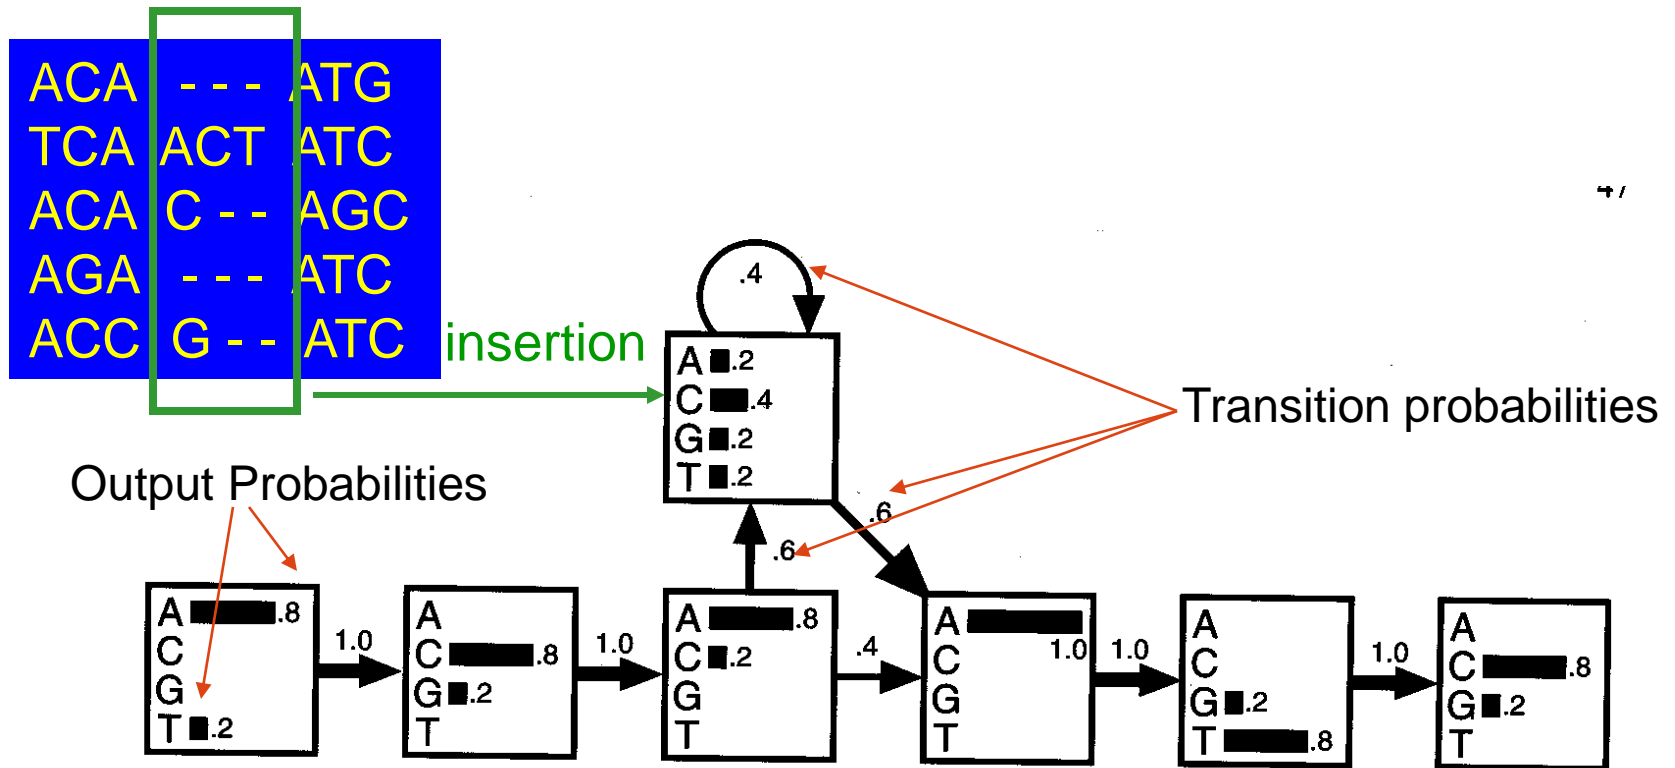 ACA - - - ATG
TCA ACT ATC
ACA C - - AGC
AGA - - - ATC
ACC G - - ATC
insertion
Output Probabilities
Transition probabilities
.4
A .2
C .4
G .2
T .2
.6
.6
A .8
C
G
T .2
1.0
A
C .8
G .2
T
1.0
A .8
C .2
G
T
.4
A 1.0
C
G
T
1.0
A
C
G .2
T .8
1.0
A
C .8
G .2
T